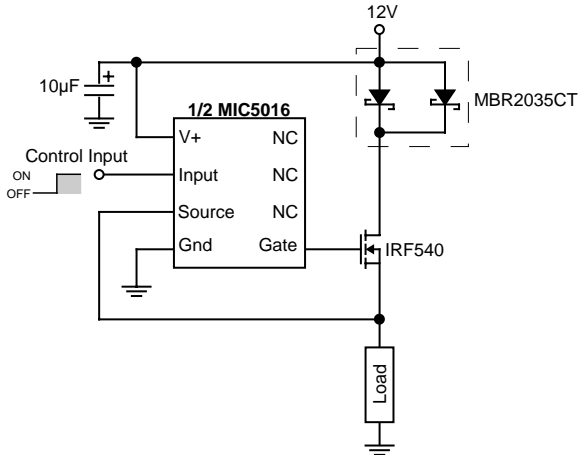 12V
10µF
+
MBR2035CT
1/2 MIC5016
V+ NC
Control Input
ON
OFF
Input NC
Source NC
Gnd Gate
IRF540
Load